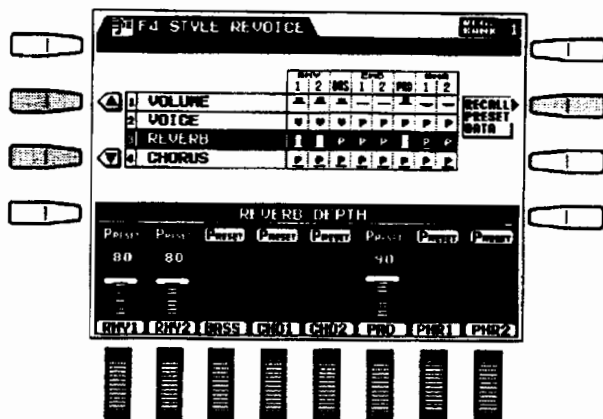 F4 STYLE REVOICE
REG. BANK 1
RHY BAS CHD PAD PHR
1 2 1 2 1 2
1 VOLUME
RECALL
PRESET
DATA
2 VOICE V V V P P P P P
3 REVERB P P P P P
4 CHORUS P P P P P P P P
REVERB DEPTH
PRESET PRESET PRESET PRESET PRESET PRESET PRESET PRESET
80 80 90
RHY1 RHY2 BASS CHD1 CHD2 PAD PHR1 PHR2